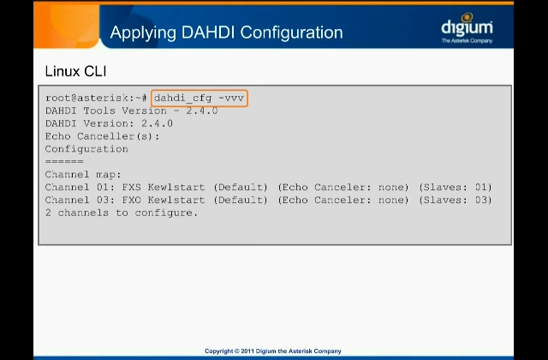 Applying DAHDI Configuration
digium
The Asterisk Company
Linux CLI
root@asterisk:~# dahdi_cfg -vvv
DAHDI Tools Version - 2.4.0
DAHDI Version: 2.4.0
Echo Canceller(s):
Configuration
======
Channel map:
Channel 01: FXS Kewlstart (Default) (Echo Canceler: none) (Slaves: 01)
Channel 03: FXO Kewlstart (Default) (Echo Canceler: none) (Slaves: 03)
2 channels to configure.
Copyright © 2011 Digium the Asterisk Company